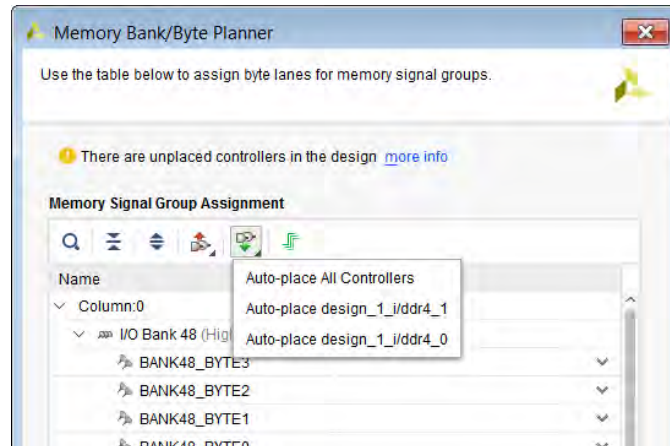 Memory Bank/Byte Planner
Use the table below to assign byte lanes for memory signal groups.
There are unplaced controllers in the design more info
Memory Signal Group Assignment
Name
Auto-place All Controllers
Auto-place design_1_i/ddr4_1
Auto-place design_1_i/ddr4_0
Column:0
I/O Bank 48 (Hig
BANK48_BYTE3
BANK48_BYTE2
BANK48_BYTE1
BANK48_BYTE0